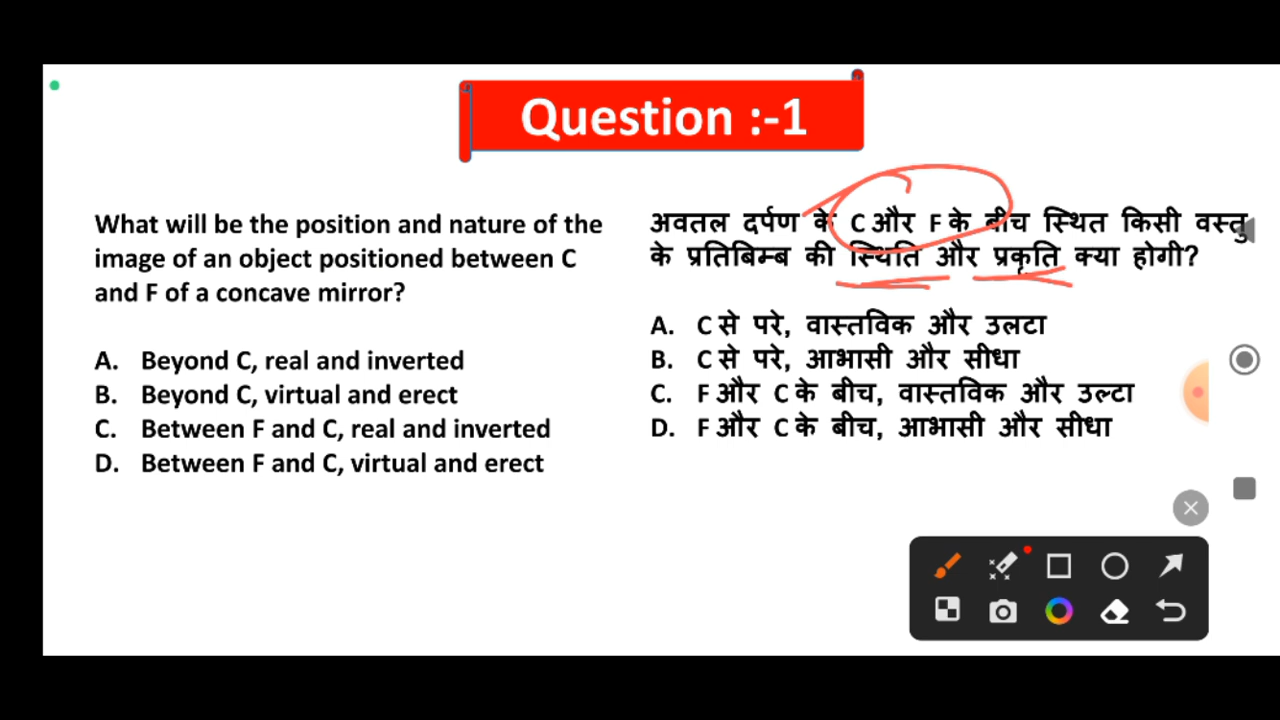 Question :-1
What will be the position and nature of the
image of an object positioned between C
and F of a concave mirror?
A. Beyond C, real and inverted
B. Beyond C, virtual and erect
C. Between F and C, real and inverted
D. Between F and C, virtual and erect
अवतल दर्पण के C और F के बीच स्थित किसी वस्तु
के प्रतिबिम्ब की स्थिति और प्रकृति क्या होगी?
A. C से परे, वास्तविक और उलटा
B. C से परे, आभासी और सीधा
C. F और C के बीच, वास्तविक और उल्टा
D. F और C के बीच, आभासी और सीधा